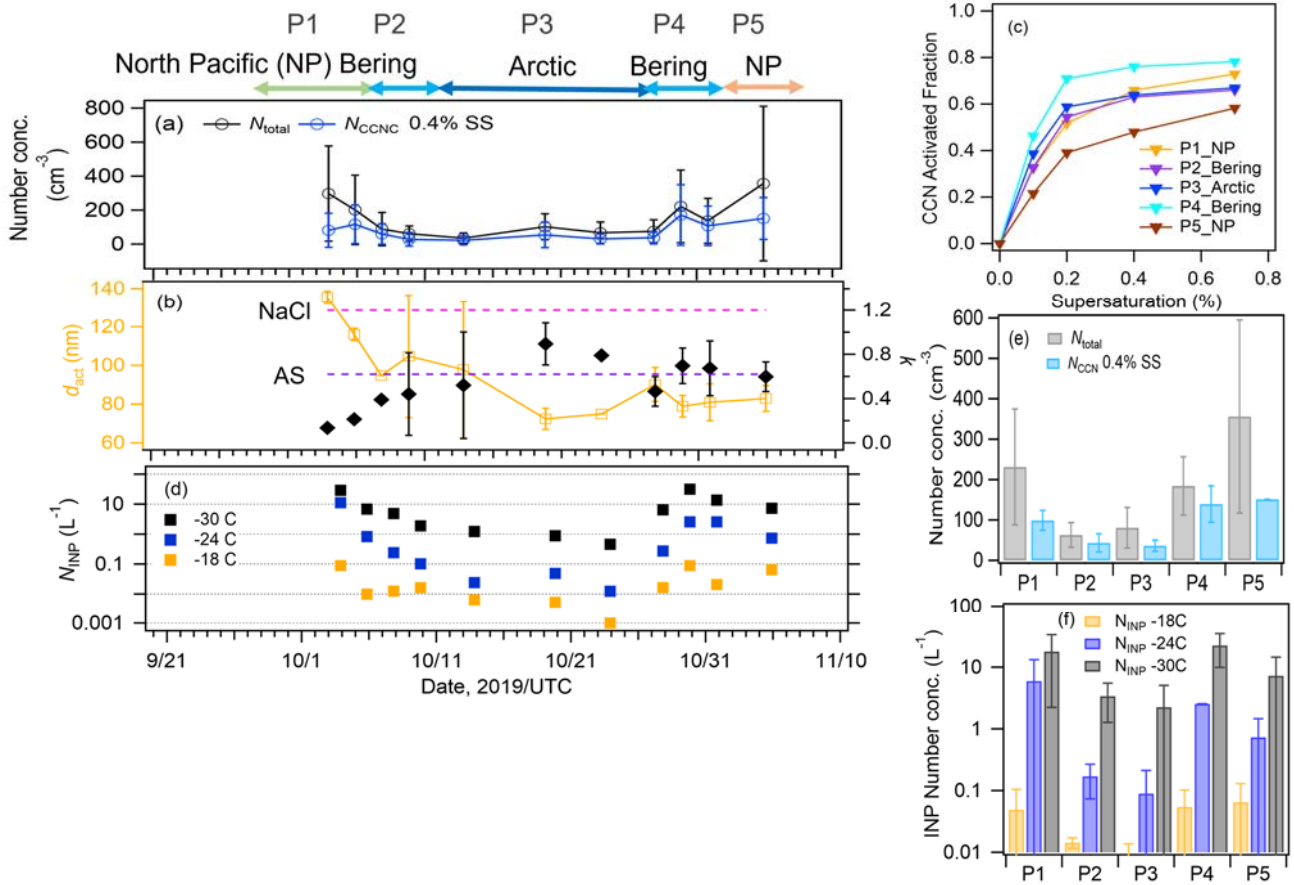 P1 P2 P3 P4 P5
North Pacific (NP) Bering Arctic Bering NP
(a) N_total N_CCNC 0.4% SS
Number conc.
(cm⁻³)
800
600
400
200
0
(b)
NaCl
AS
d_act (nm)
140
120
100
80
60
k
1.2
0.8
0.4
0.0
(d)
-30 C
-24 C
-18 C
N_INP (L⁻¹)
10
0.1
0.001
9/21 10/1 10/11 10/21 10/31 11/10
Date, 2019/UTC
(c)
CCN Activated Fraction
1.0
0.8
0.6
0.4
0.2
0.0
P1_NP
P2_Bering
P3_Arctic
P4_Bering
P5_NP
0.0 0.2 0.4 0.6 0.8
Supersaturation (%)
(e)
N_total
N_CCN 0.4% SS
Number conc. (cm⁻³)
600
500
400
300
200
100
0
P1 P2 P3 P4 P5
(f)
N_INP -18C
N_INP -24C
N_INP -30C
INP Number conc. (L⁻¹)
100
10
1
0.1
0.01
P1 P2 P3 P4 P5